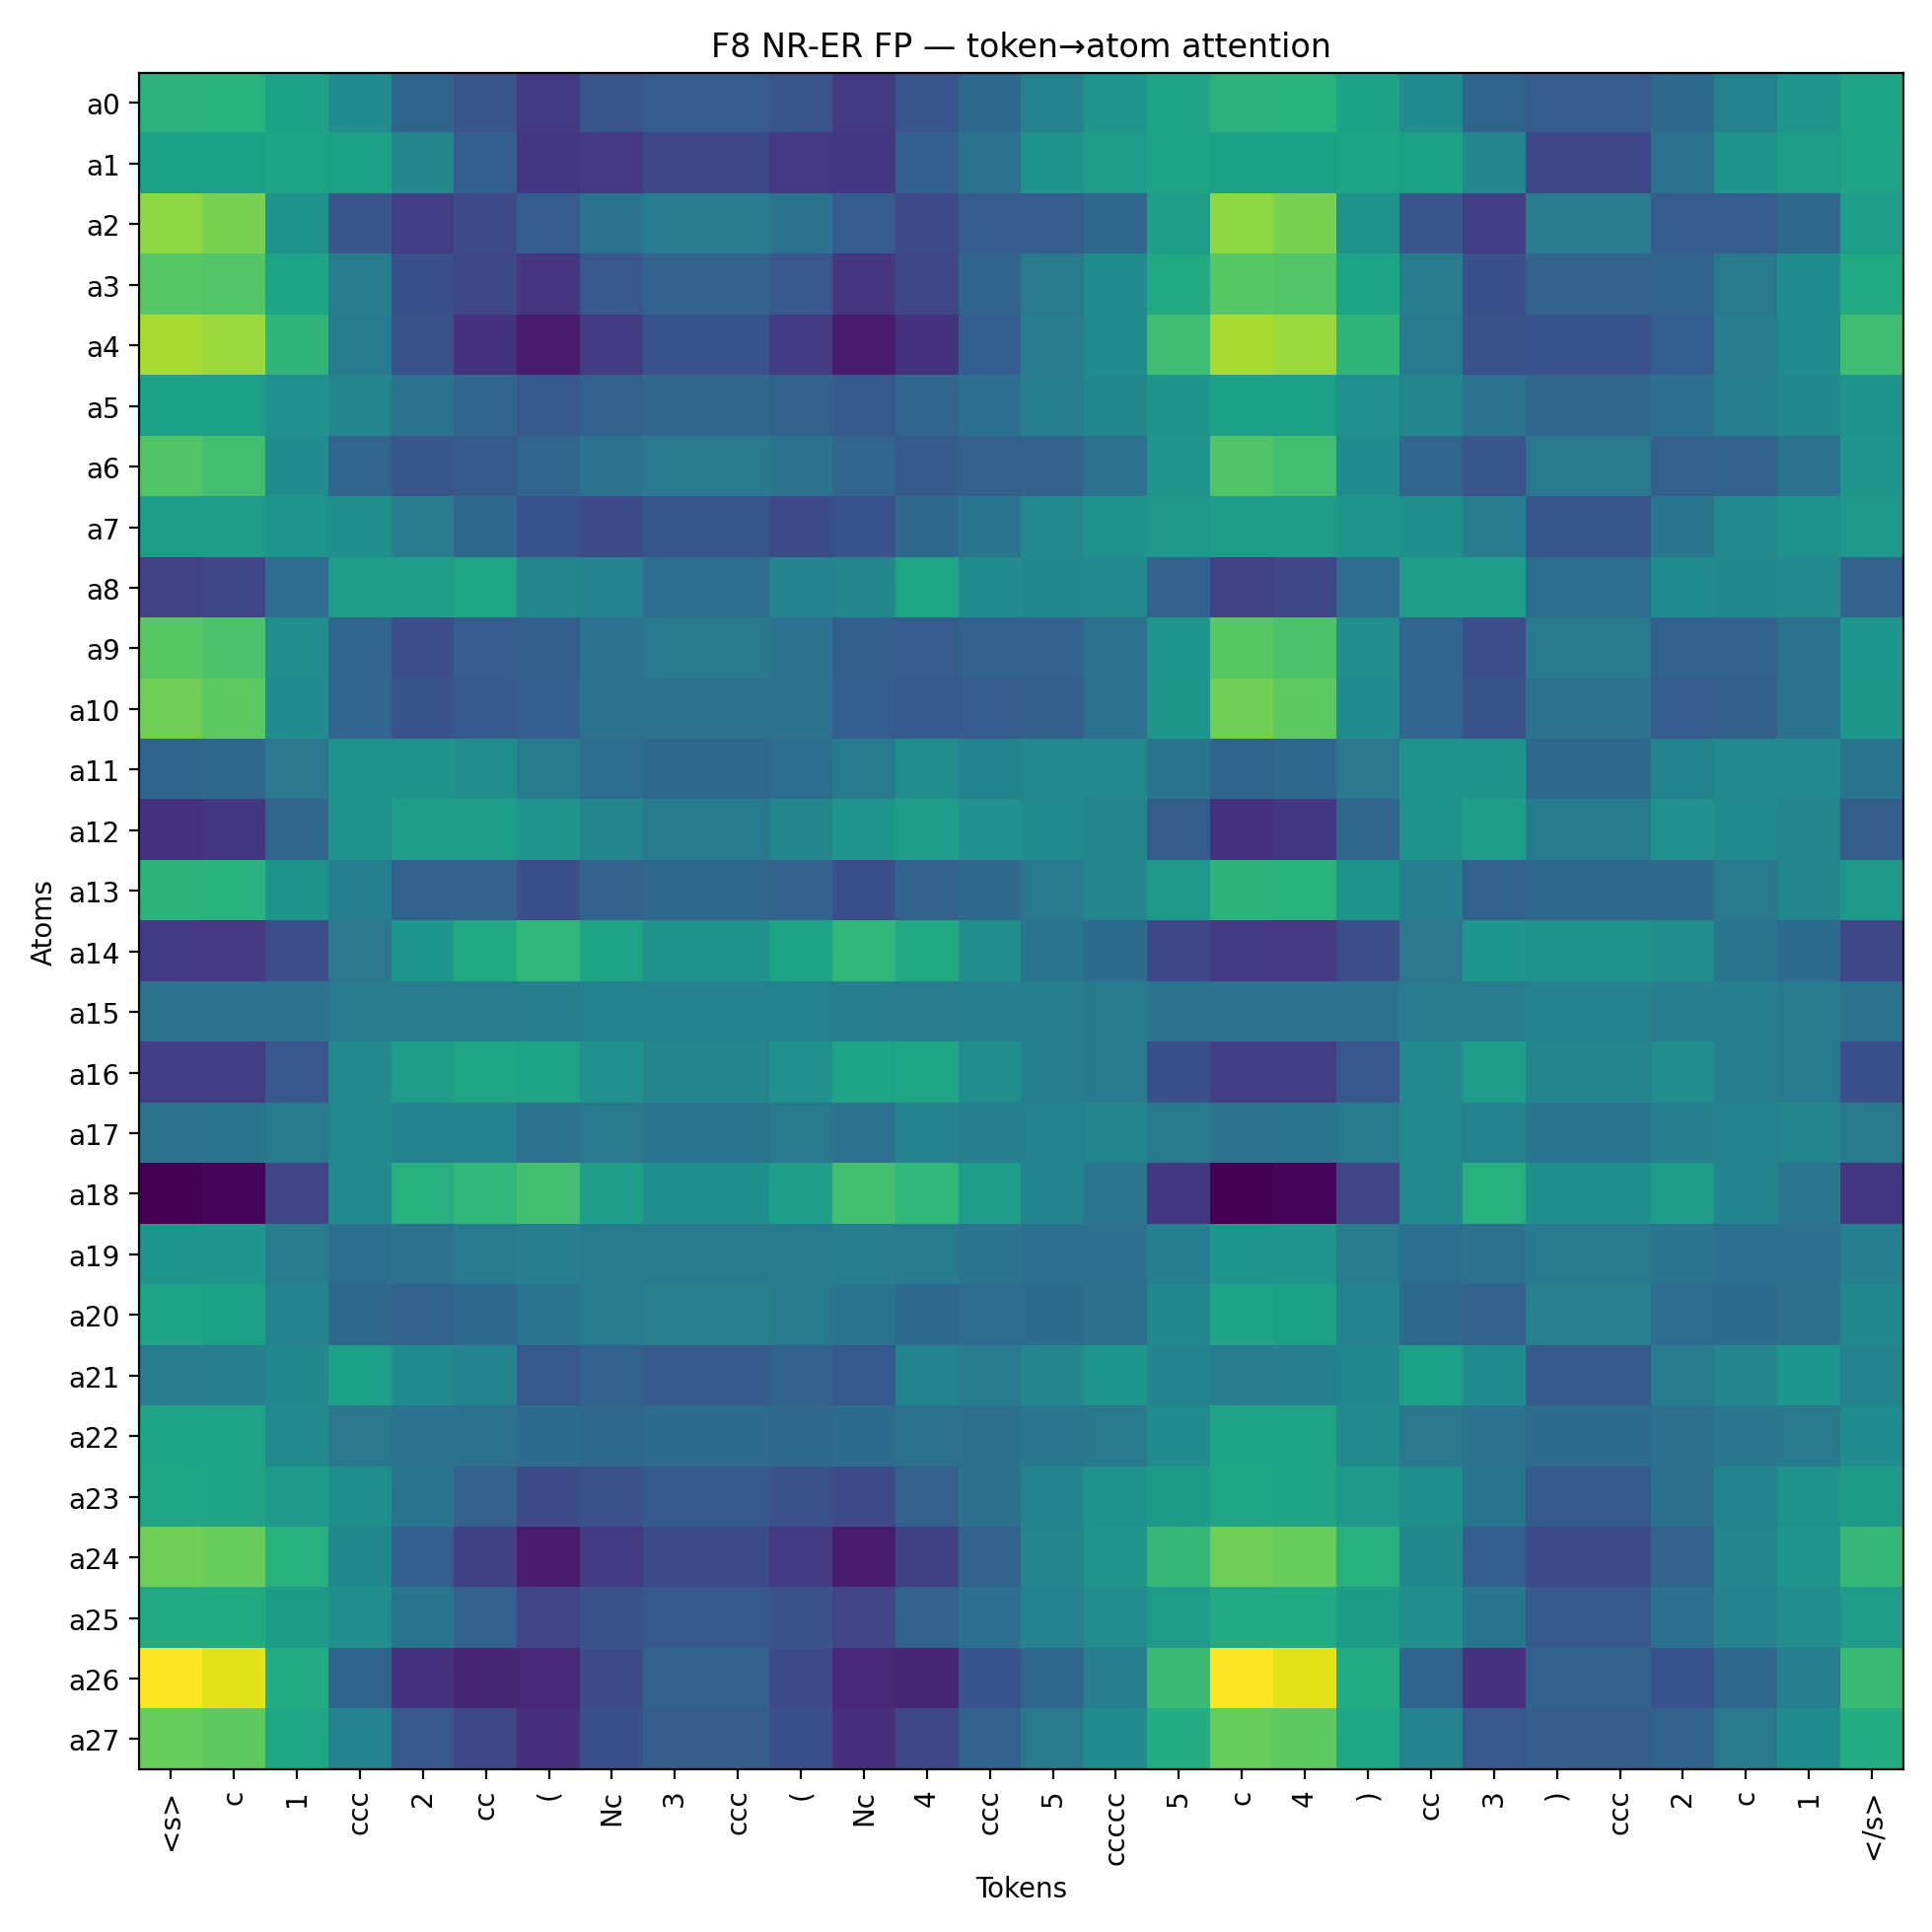 F8 NR-ER FP — token→atom attention
Atoms
a0
a1
a2
a3
a4
a5
a6
a7
a8
a9
a10
a11
a12
a13
a14
a15
a16
a17
a18
a19
a20
a21
a22
a23
a24
a25
a26
a27
<s> c 1 ccc 2 cc ( Nc 3 ccc ( Nc 4 ccc 5 ccccc 5 c 4 ) cc 3 ) ccc 2 c 1 </s>
Tokens